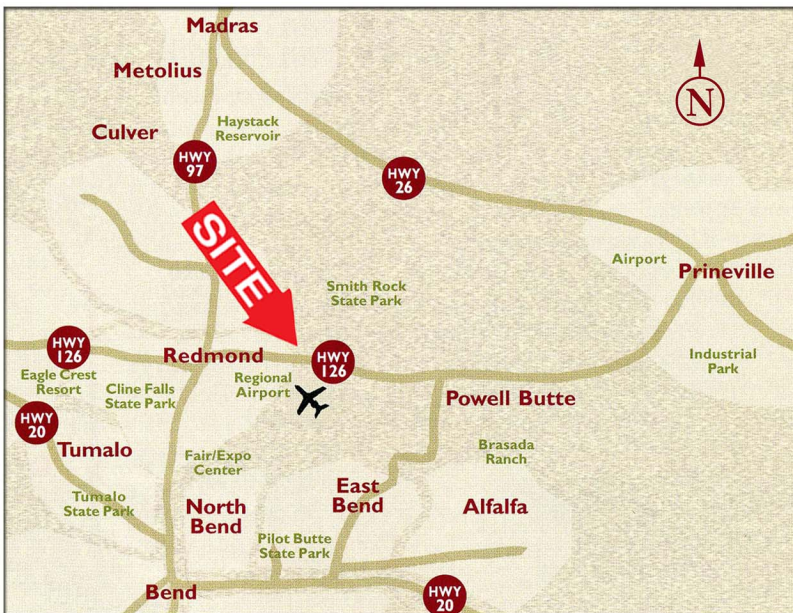 Madras
N
Metolius
Haystack
Reservoir
Culver
HWY
97
HWY
26
SITE
Airport
Prineville
Smith Rock
State Park
HWY
126
Redmond
HWY
126
Industrial
Park
Eagle Crest
Resort
Cline Falls
State Park
Regional
Airport
Powell Butte
HWY
20
Tumalo
Fair/Expo
Center
Brasada
Ranch
Tumalo
State Park
North
Bend
East
Bend
Alfalfa
Pilot Butte
State Park
Bend
HWY
20